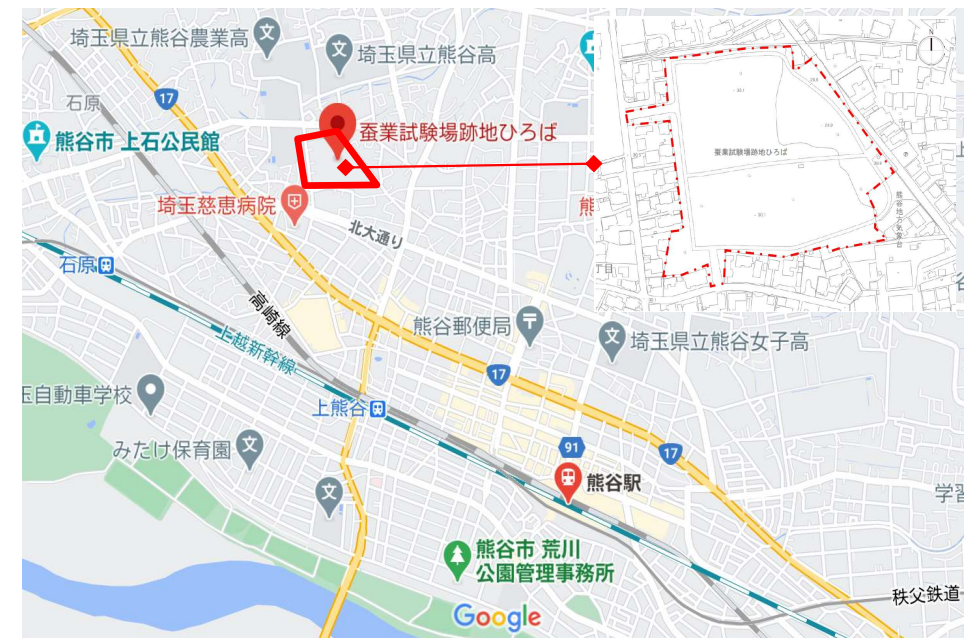 埼玉県立熊谷農業高
埼玉県立熊谷高
石原
17
熊谷市 上石公民館
蚕業試験場跡地ひろば
埼玉慈恵病院
熊
北大通り
石原
高崎線
上越新幹線
熊谷郵便局
埼玉県立熊谷女子高
17
玉自動車学校
上熊谷
みたけ保育園
91
17
熊谷駅
学習
熊谷市 荒川
公園管理事務所
秩父鉄道
Google
N
蚕業試験場跡地ひろば
熊谷地方気象台
丁目